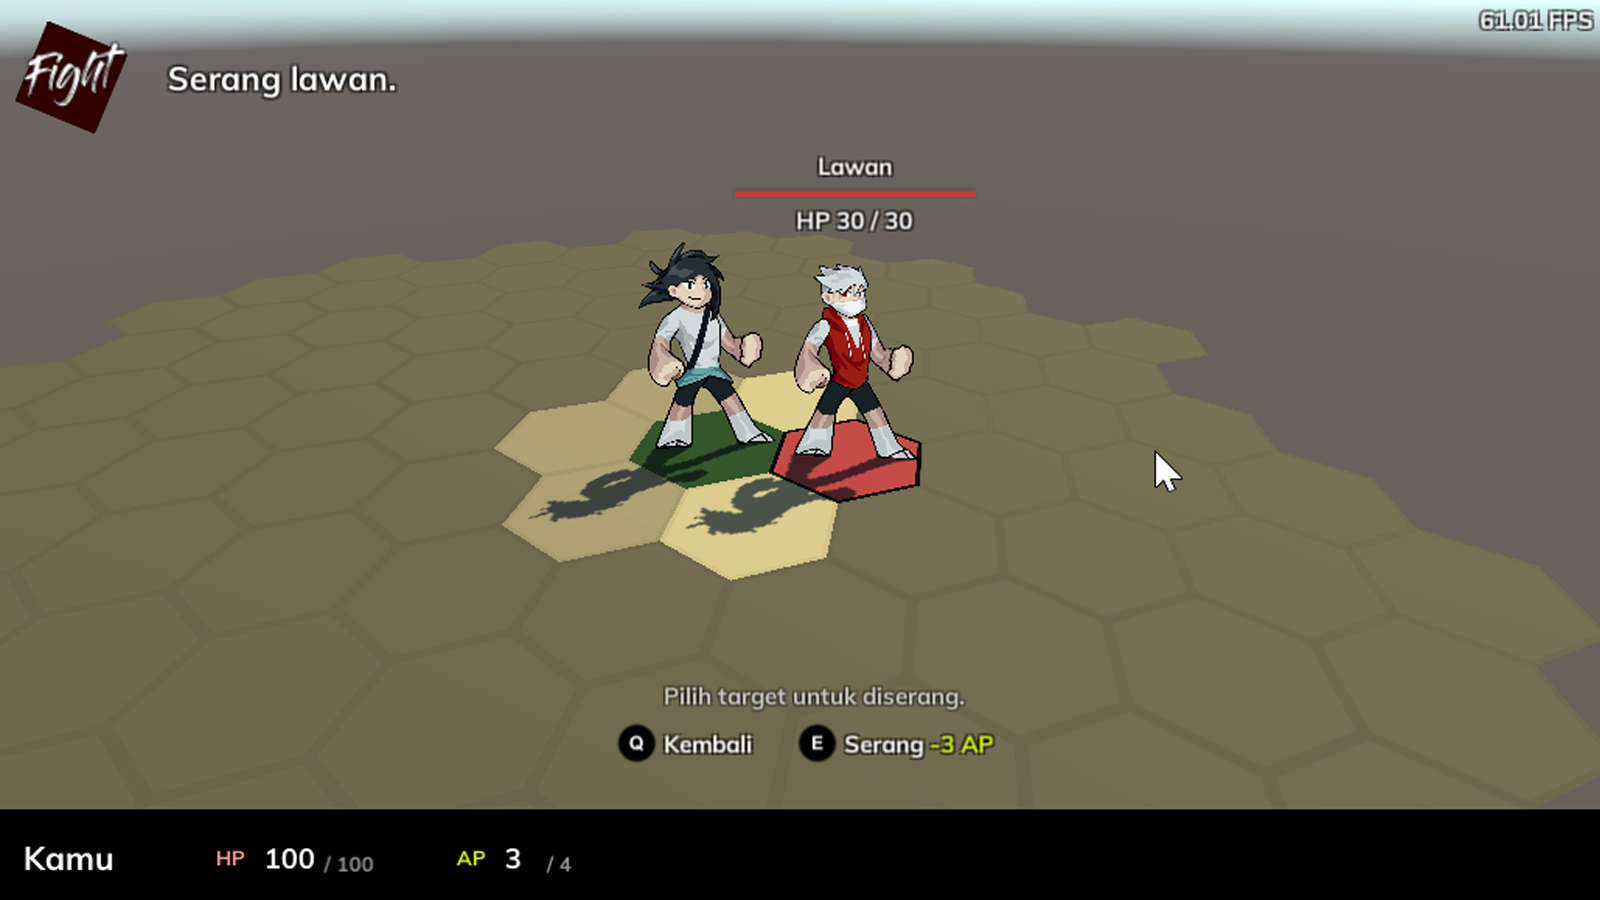 61.01 FPS
Fight
Serang lawan.
Lawan
HP 30 / 30
Pilih target untuk diserang.
Q Kembali E Serang -3 AP
Kamu HP 100 / 100 AP 3 / 4